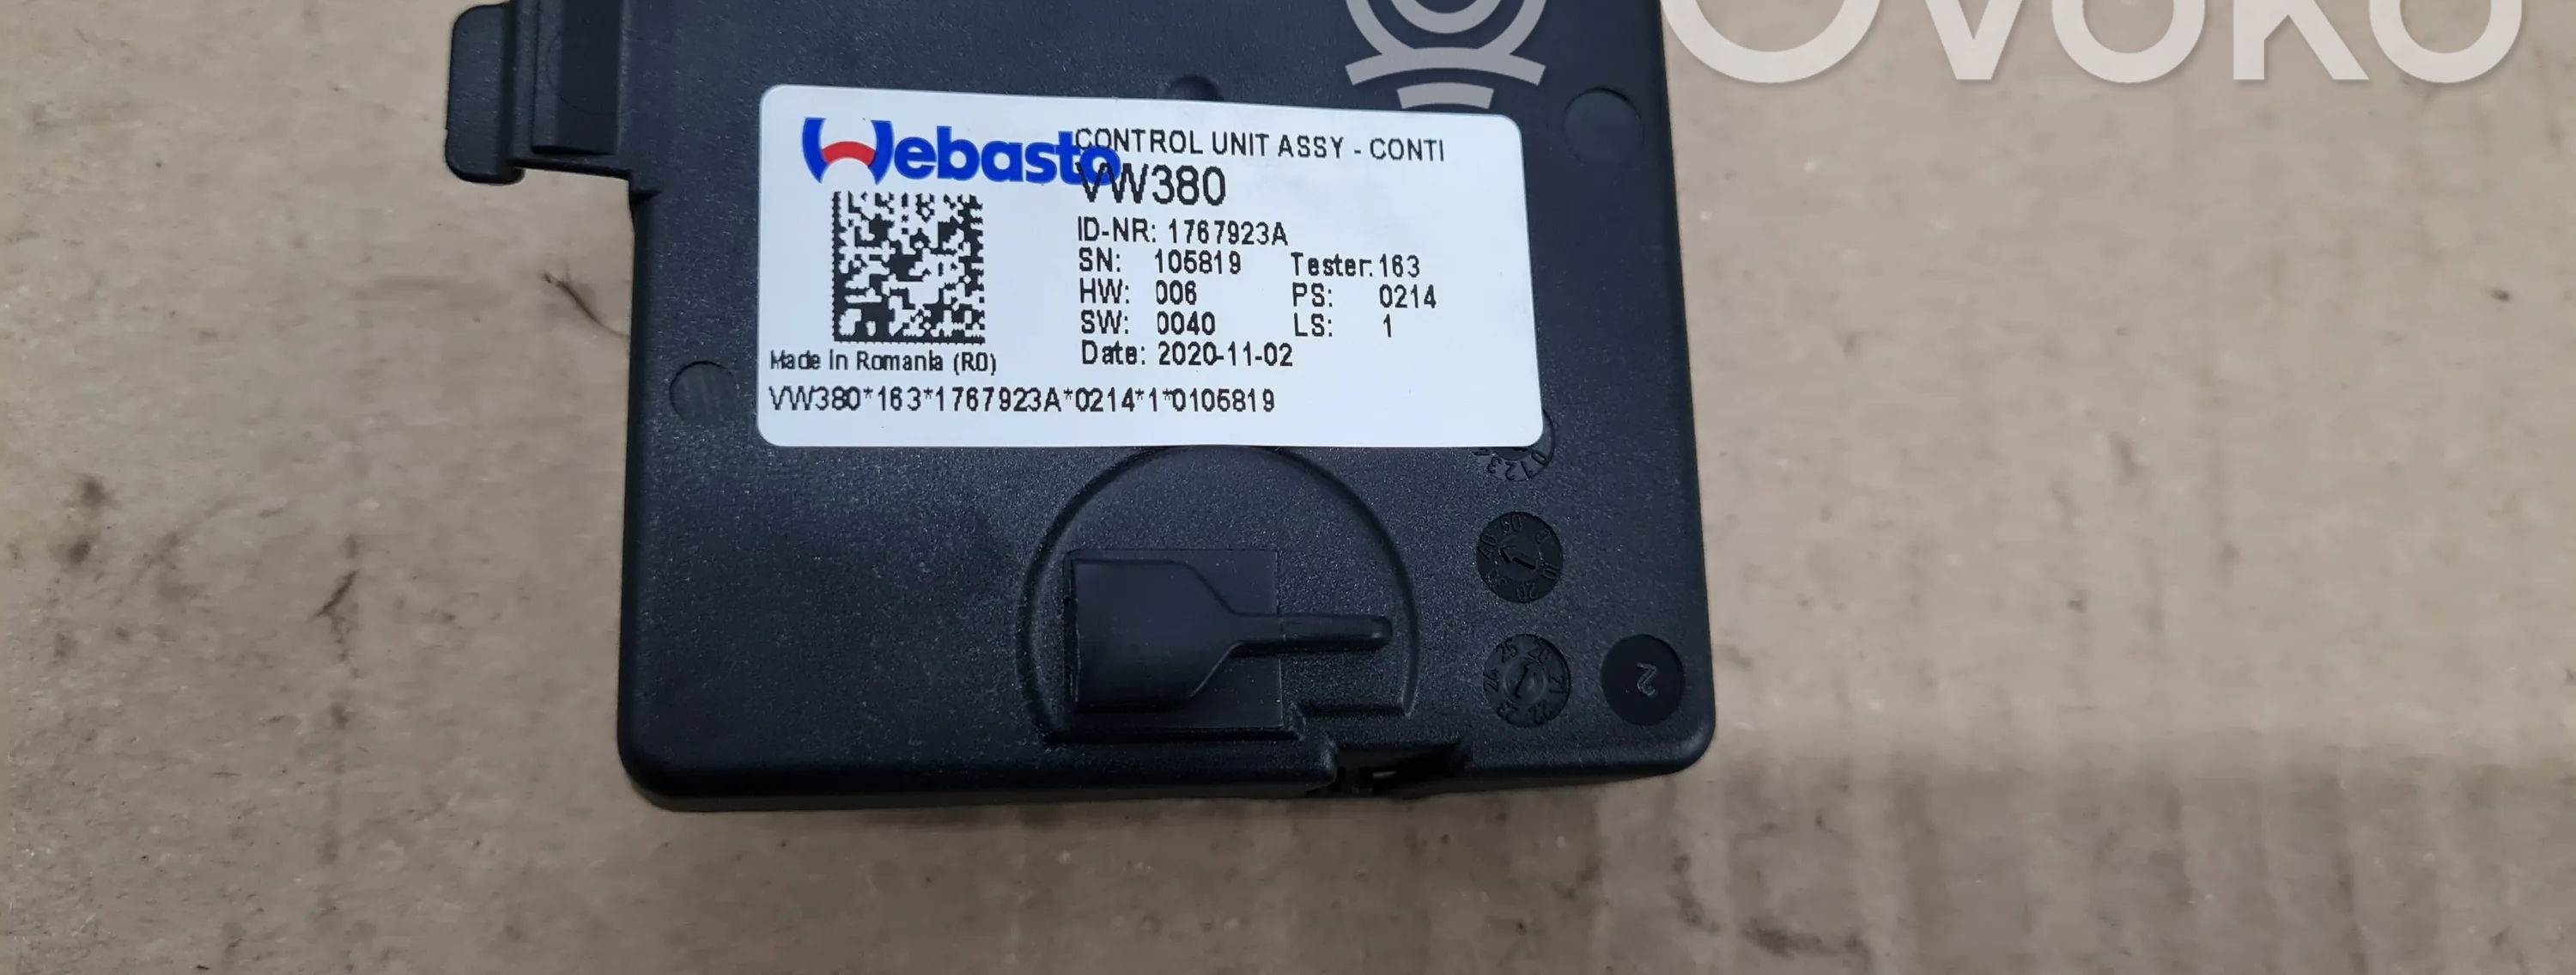 OVOKO
Webasto
CONTROL UNIT ASSY - CONTI
VW380
ID-NR: 1767923A
SN: 105819 Tester: 163
HW: 006 PS: 0214
SW: 0040 LS: 1
Date: 2020-11-02
Made in Romania (RO)
VW380*163*1767923A*0214*1*0105819
2